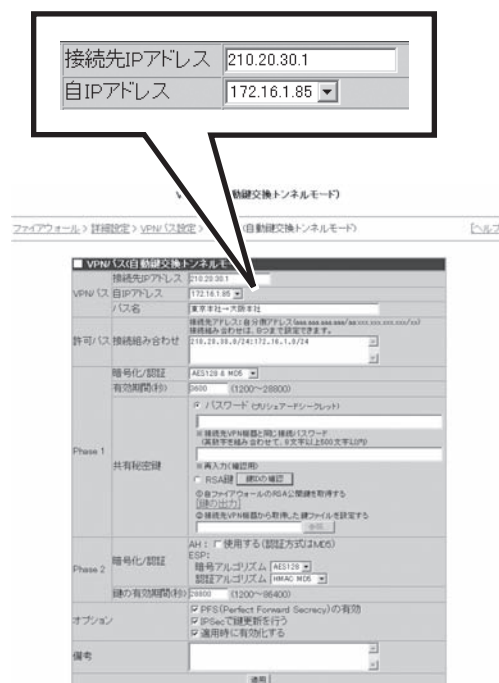 接続先IPアドレス 210.20.30.1
自IPアドレス 172.16.1.85
動鍵交換トンネルモード)
ファイアウォール > 詳細設定 > VPNパス設定 > (自動鍵交換トンネルモード)
[ヘルプ
■ VPNパス(自動鍵交換トンネルモー
接続先IPアドレス 210.20.30.1
VPNパス 自IPアドレス 172.16.1.85
パス名 東京本社→大阪本社
接続先アドレス:自分側アドレス(aaa.aaa.aaa.aaa/aa:xxx.xxx.xxx.xxx/xx)
接続組み合わせは、8つまで設定できます。
許可パス 接続組み合わせ 210.20.30.0/24:172.16.1.0/24
暗号化/認証 AES128 & MD5
有効期間(秒) 3600 (1200~28800)
パスワード (プリシェアードシークレット)
※接続先VPN機器と同じ接続パスワード
(英数字を組み合わせて、8文字以上500文字以内)
Phase 1
共有秘密鍵 ※再入力(確認用)
RSA鍵 鍵IDの確認
①自ファイアウォールのRSA公開鍵を取得する
[鍵の出力]
②接続先VPN機器から取得した鍵ファイルを設定する
参照...
AH: 使用する(認証方式はMD5)
ESP:
Phase 2 暗号化/認証 暗号アルゴリズム AES128
認証アルゴリズム HMAC MD5
鍵の有効期間(秒) 28800 (1200~86400)
PFS(Perfect Forward Secrecy)の有効
オプション IPSecで鍵更新を行う
適用時に有効化する
備考
適用